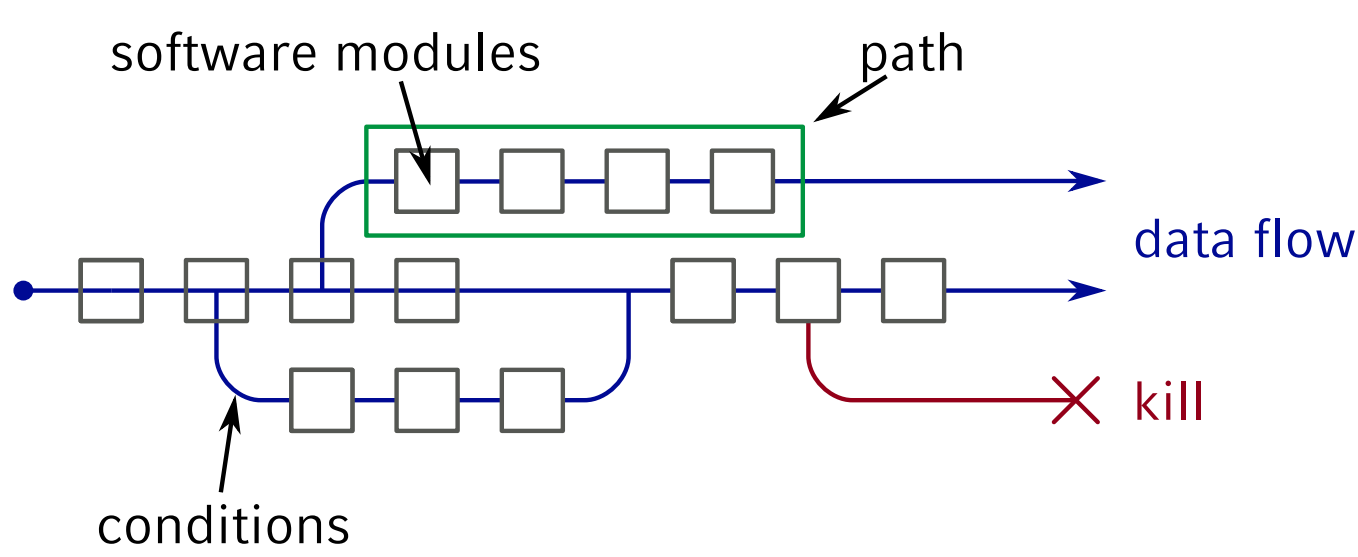 software modules
path
data flow
kill
conditions